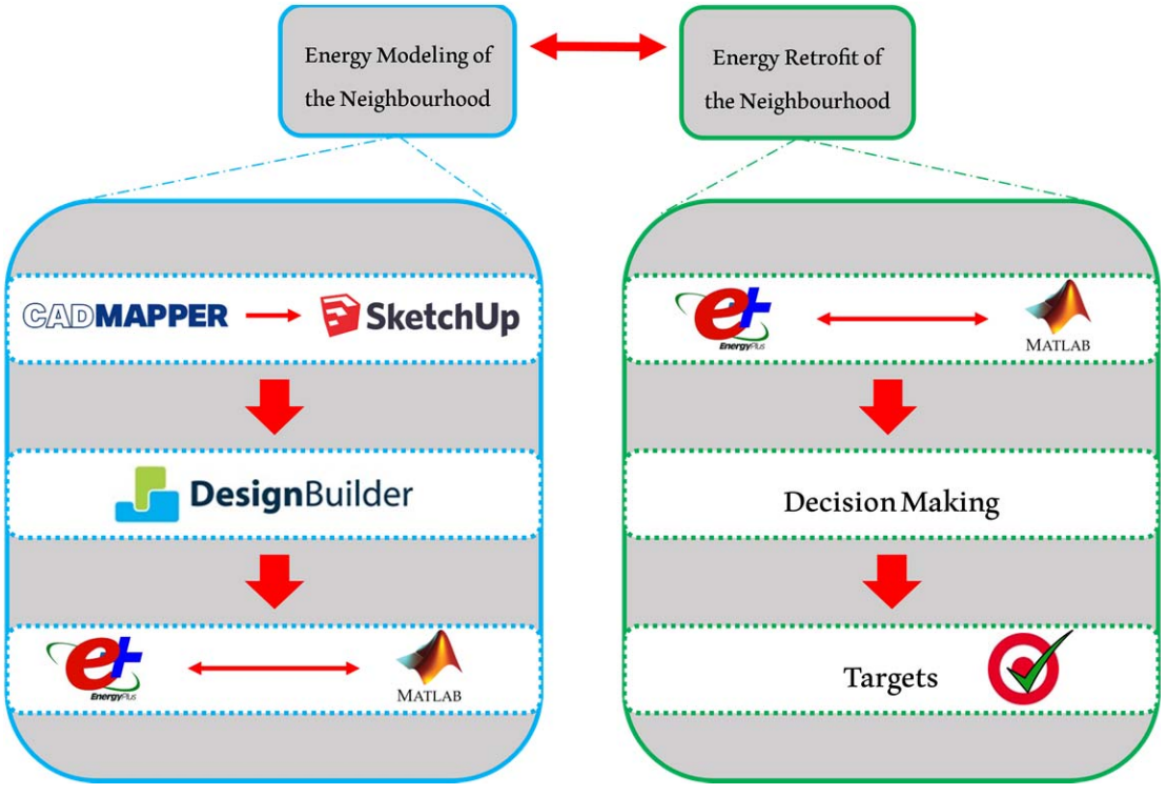 Energy Modeling of
the Neighbourhood
Energy Retrofit of
the Neighbourhood
CADMAPPER
SketchUp
DesignBuilder
e+
EnergyPlus
MATLAB
e+
EnergyPlus
MATLAB
Decision Making
Targets